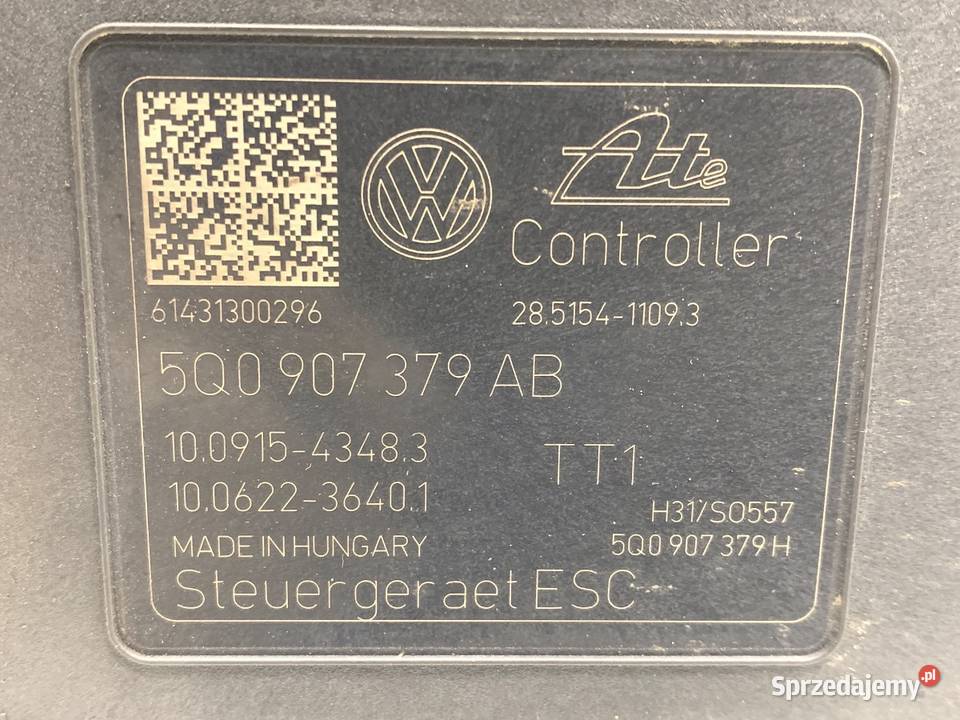 Ate
Controller
61431300296
28.5154-1109.3
5Q0 907 379 AB
10.0915-4348.3
TT1
10.0622-3640.1
H31/S0557
MADE IN HUNGARY
5Q0 907 379 H
Steuergeraet ESC
Sprzedajemy.pl